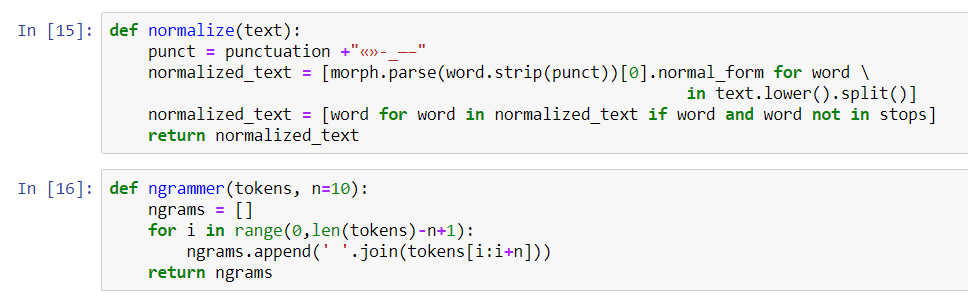 In [15]: def normalize(text):
    punct = punctuation +"«»-_—–"
    normalized_text = [morph.parse(word.strip(punct))[0].normal_form for word \
                                                            in text.lower().split()]
    normalized_text = [word for word in normalized_text if word and word not in stops]
    return normalized_text
In [16]: def ngrammer(tokens, n=10):
    ngrams = []
    for i in range(0,len(tokens)-n+1):
        ngrams.append(' '.join(tokens[i:i+n]))
    return ngrams